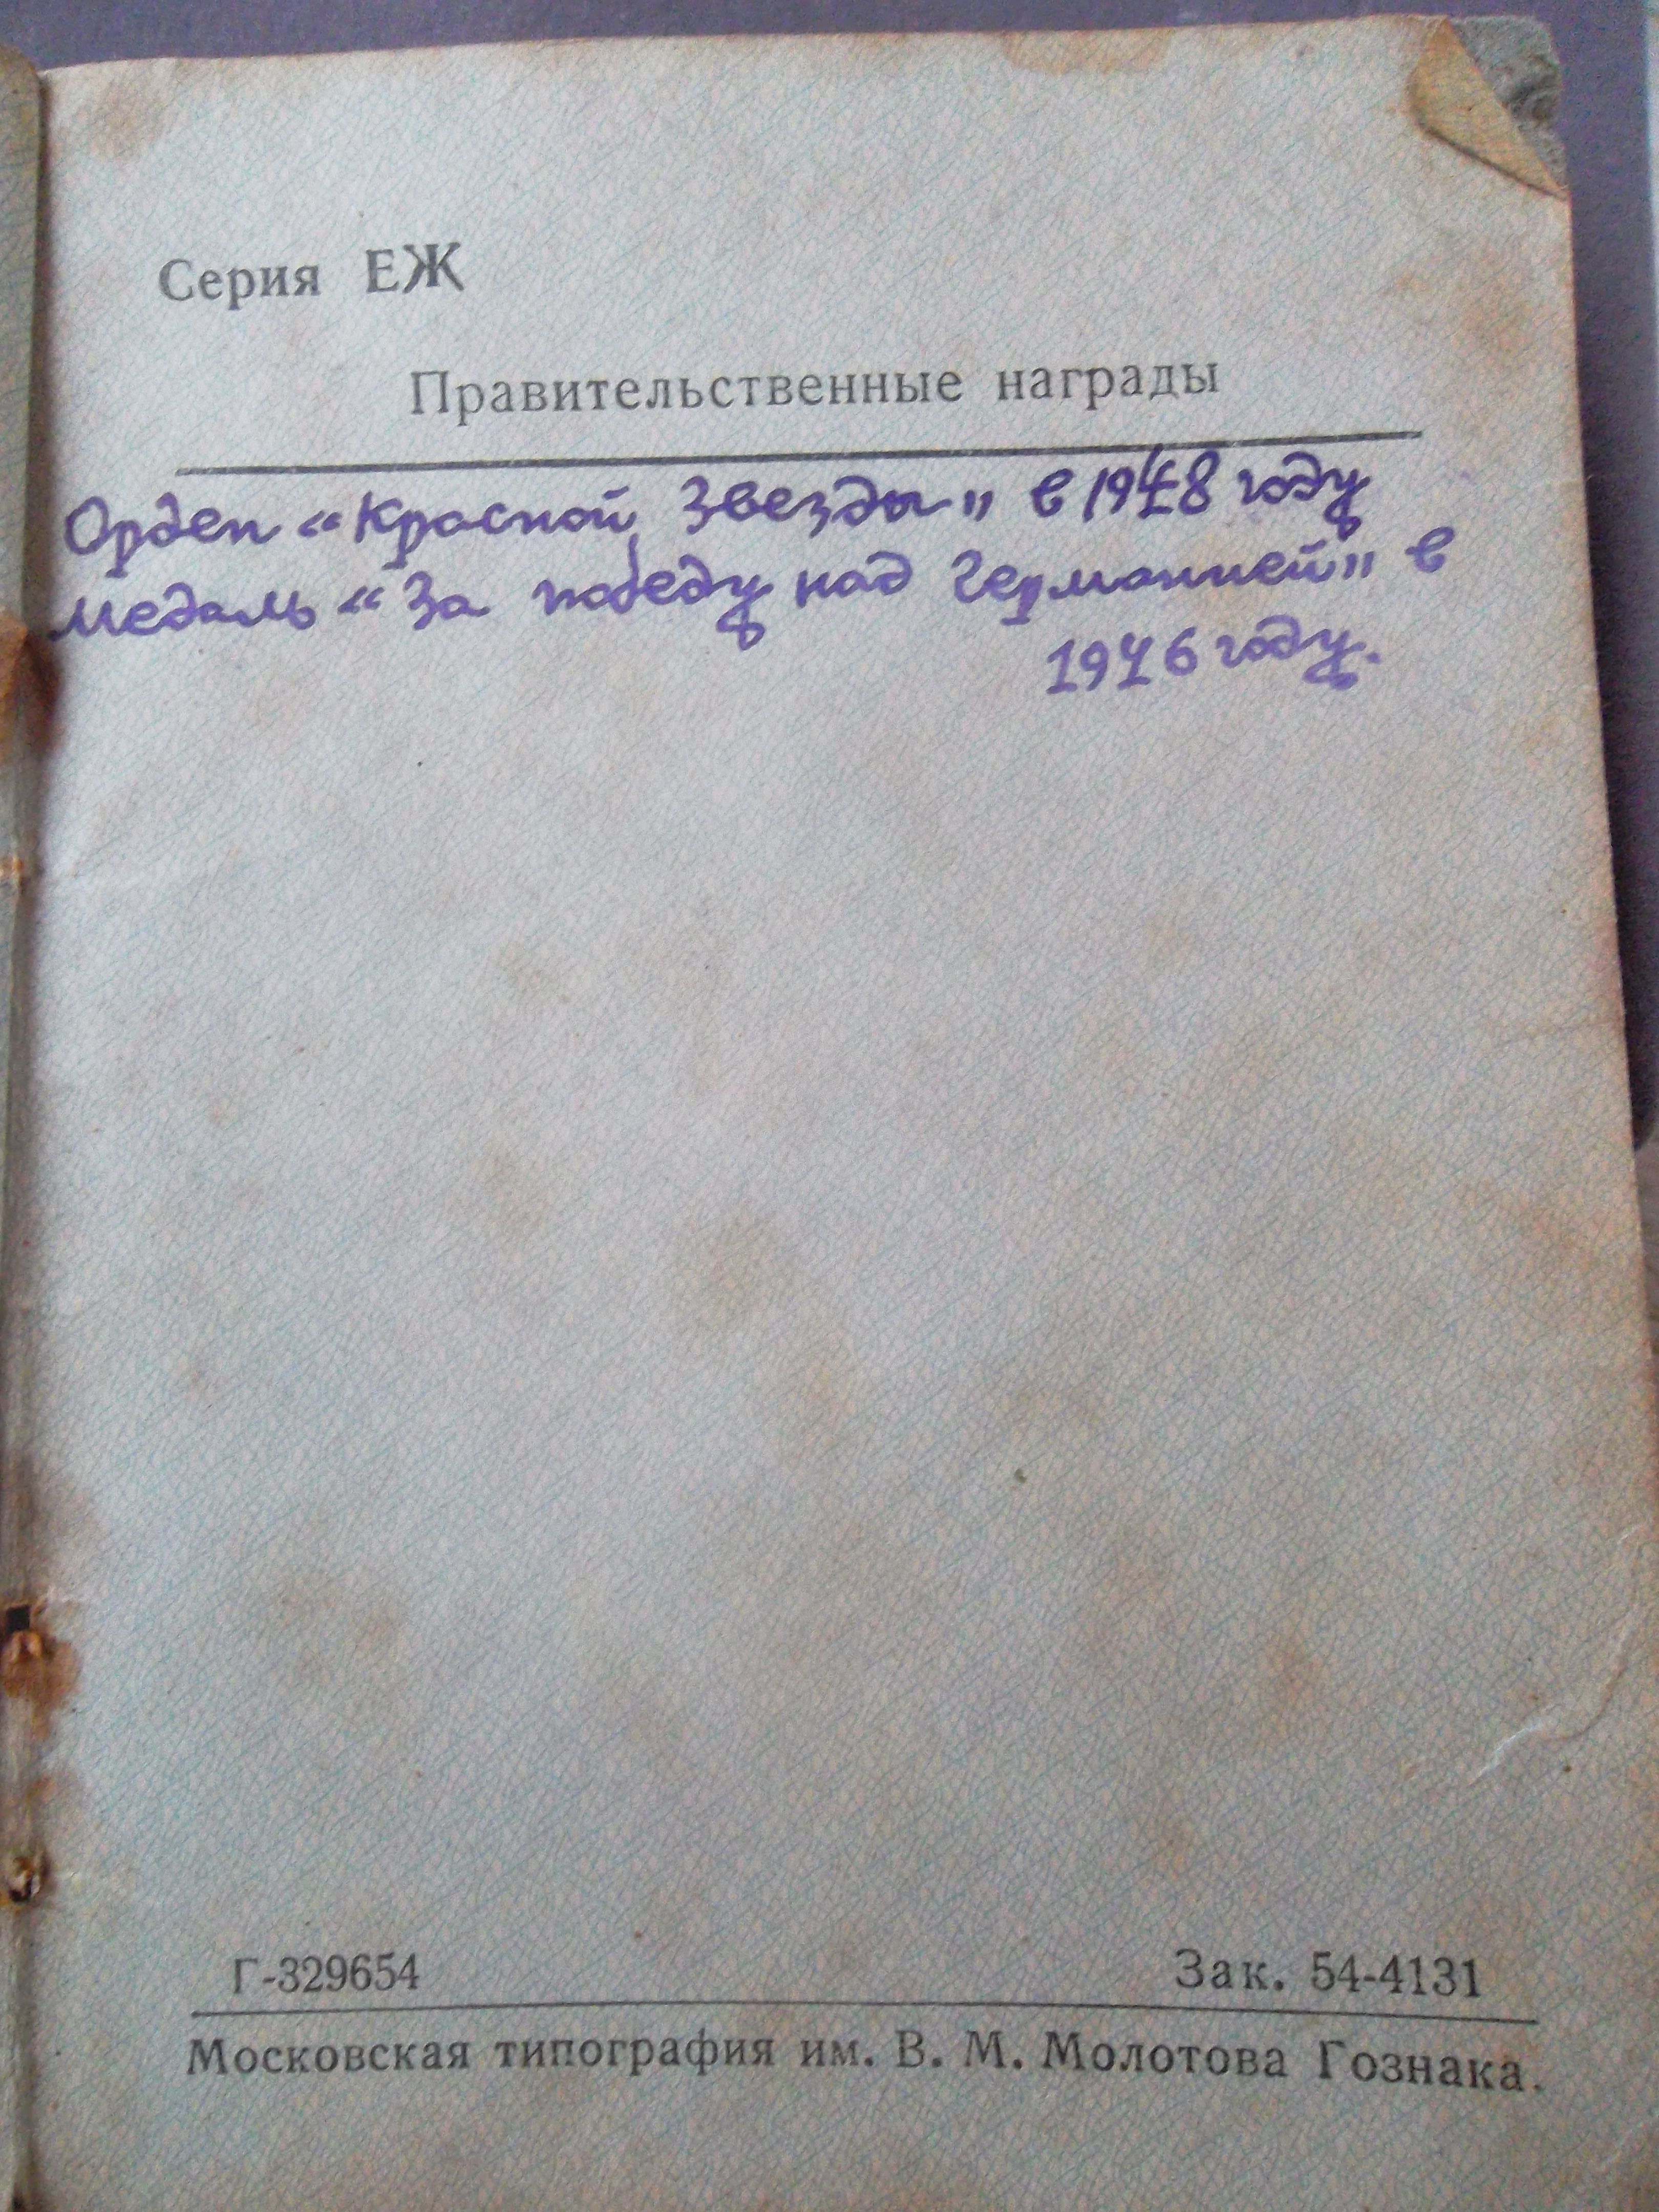 Серия ЕЖ
Правительственные награды
Орден «Красной Звезды» в 1948 году
Медаль «За победу над Германией» в
1946 году.
Г-329654 Зак. 54-4131
Московская типография им. В. М. Молотова Гознака.